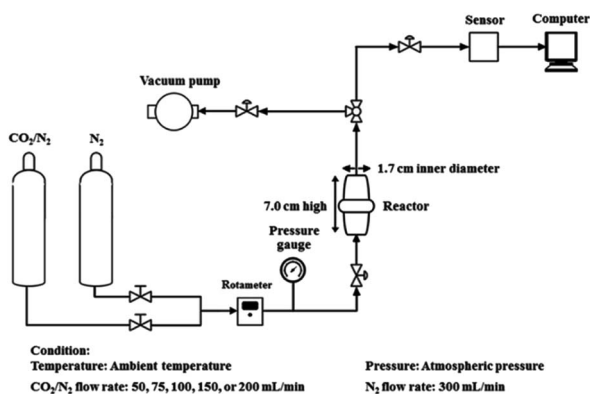 Sensor
Computer
Vacuum pump
CO₂/N₂
N₂
1.7 cm inner diameter
7.0 cm high
Reactor
Pressure
gauge
Rotameter
Condition:
Temperature: Ambient temperature
Pressure: Atmospheric pressure
CO₂/N₂ flow rate: 50, 75, 100, 150, or 200 mL/min
N₂ flow rate: 300 mL/min